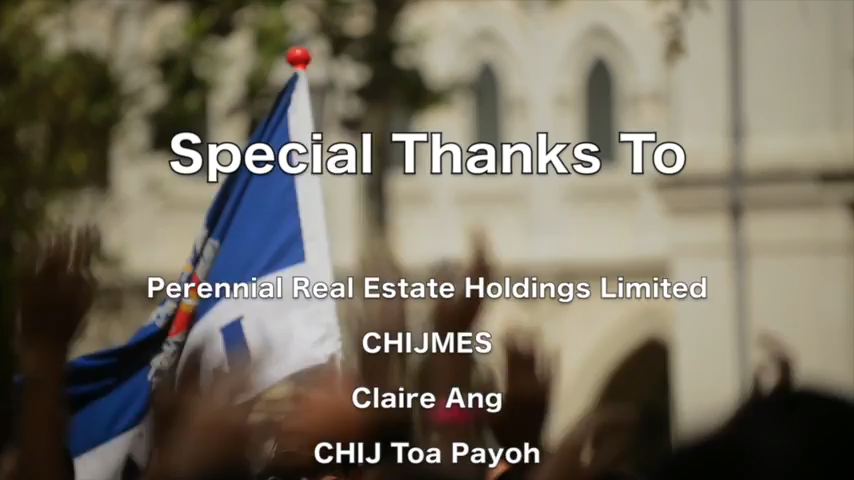 Special Thanks To
Perennial Real Estate Holdings Limited
CHIJMES
Claire Ang
CHIJ Toa Payoh